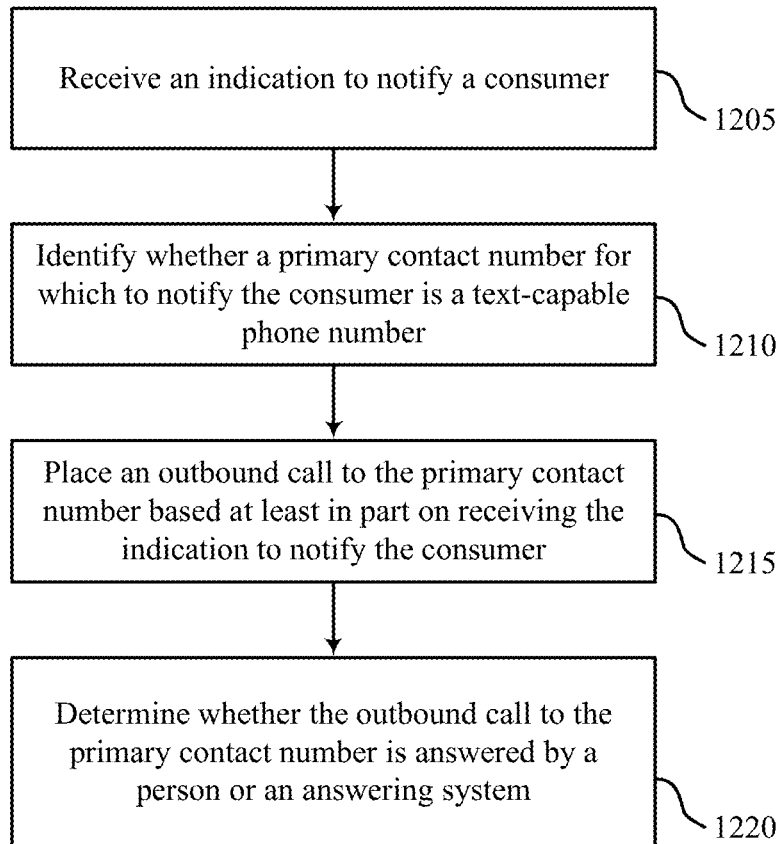 Receive an indication to notify a consumer
1205
Identify whether a primary contact number for
which to notify the consumer is a text-capable
phone number
1210
Place an outbound call to the primary contact
number based at least in part on receiving the
indication to notify the consumer
1215
Determine whether the outbound call to the
primary contact number is answered by a
person or an answering system
1220